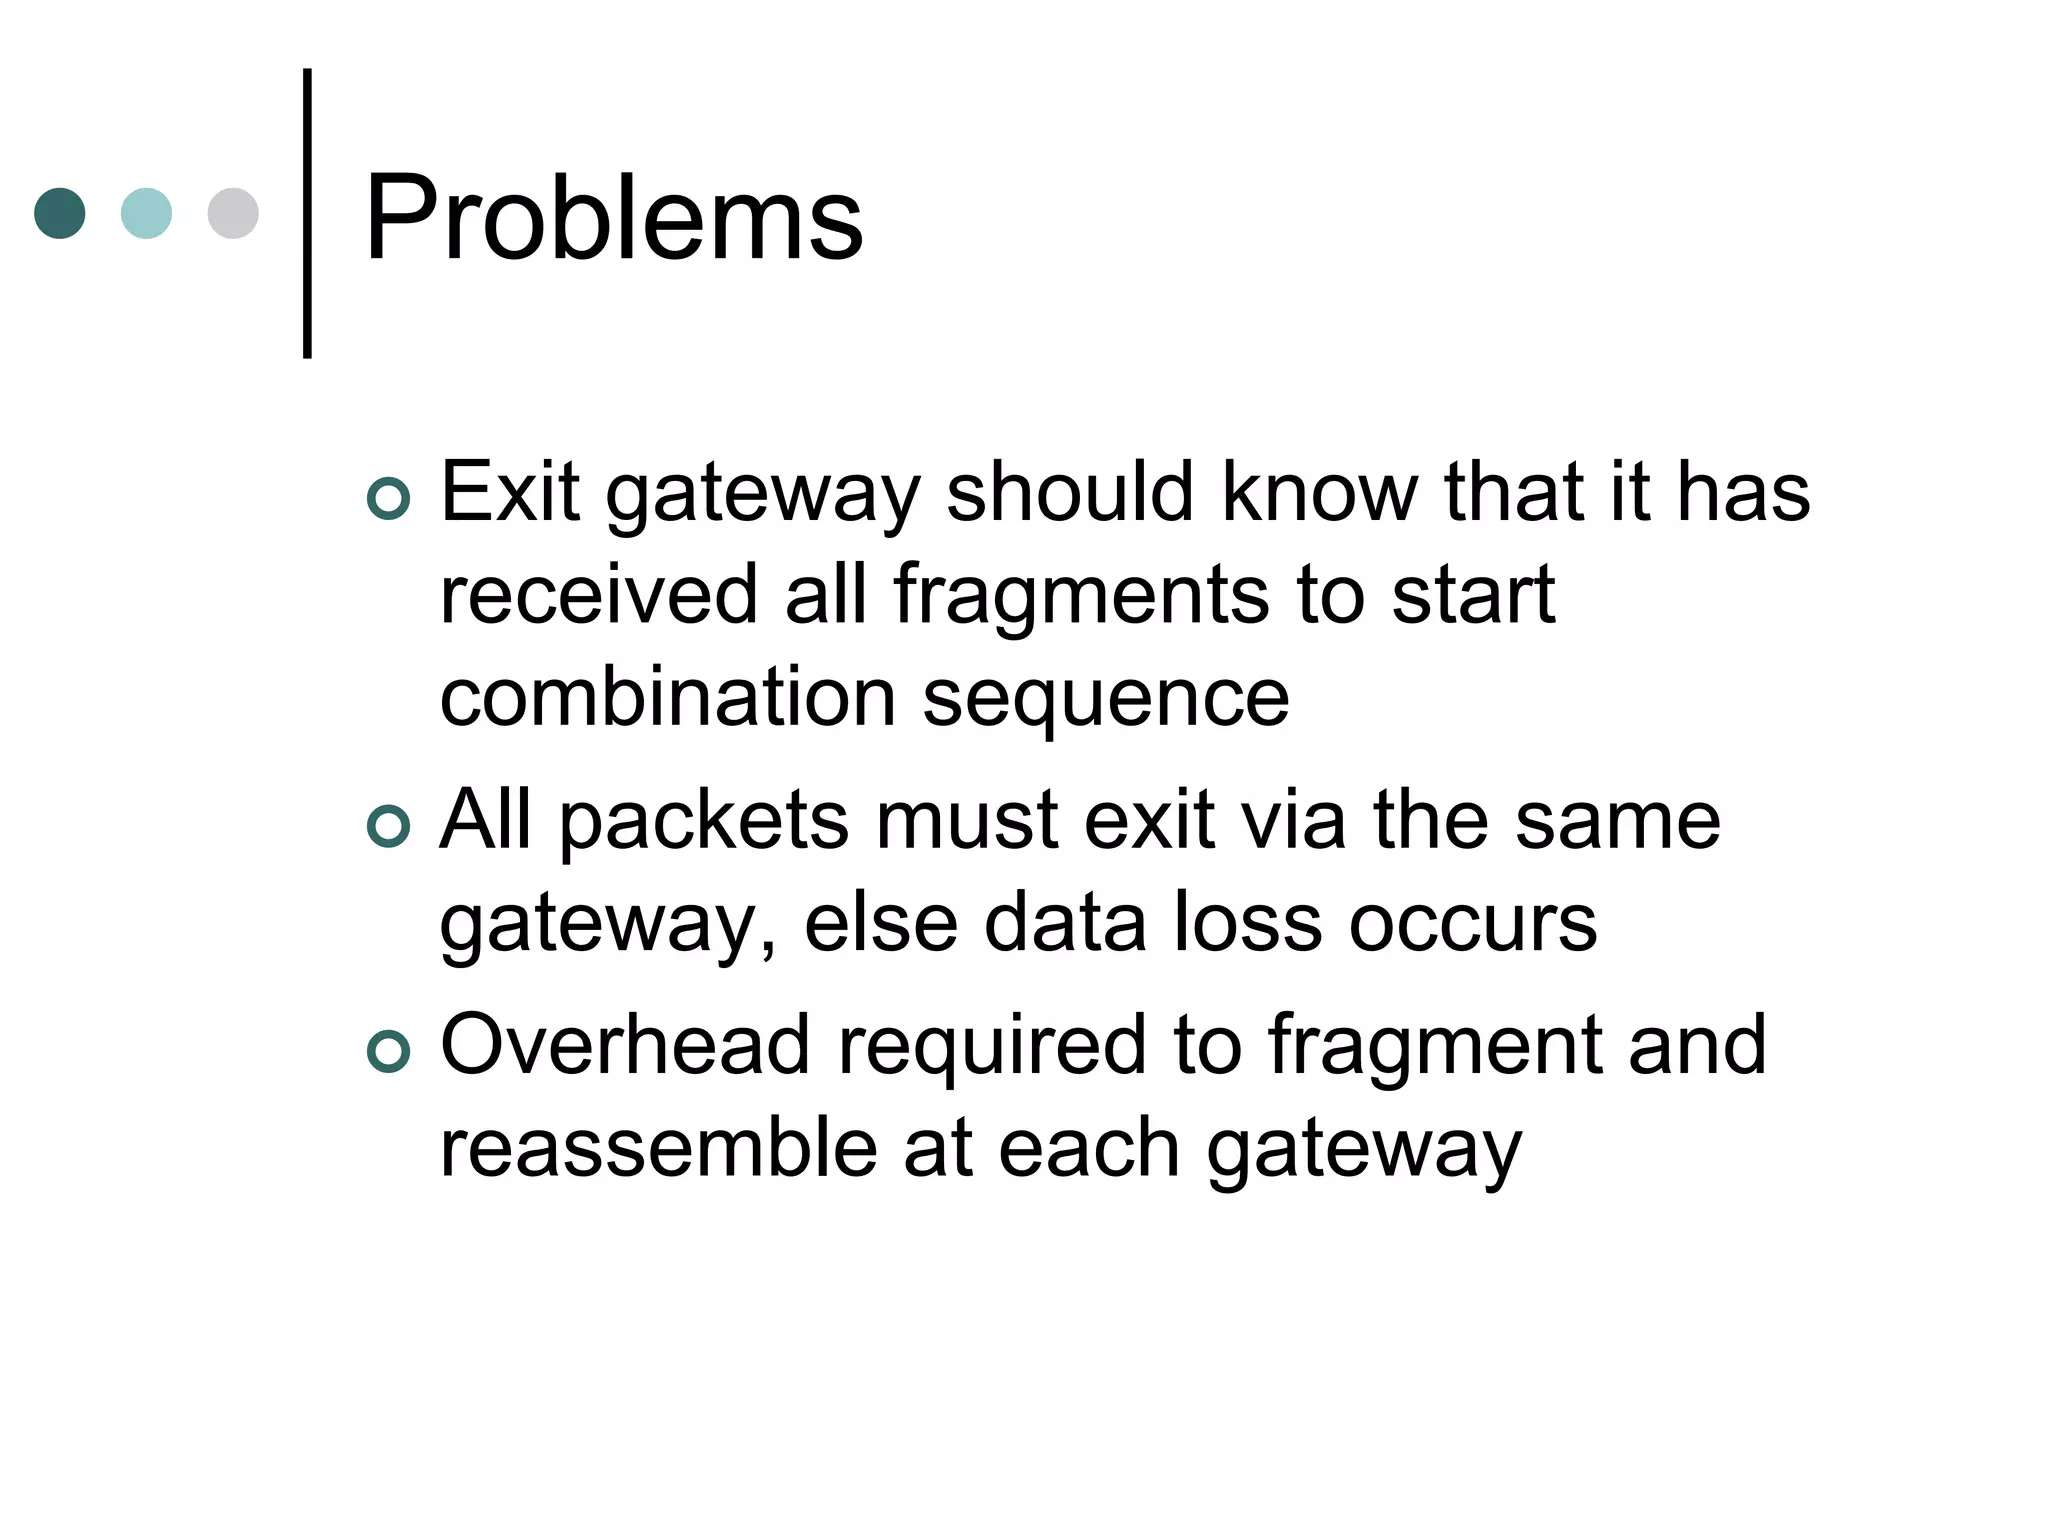 Problems
Exit gateway should know that it has
received all fragments to start
combination sequence
All packets must exit via the same
gateway, else data loss occurs
Overhead required to fragment and
reassemble at each gateway